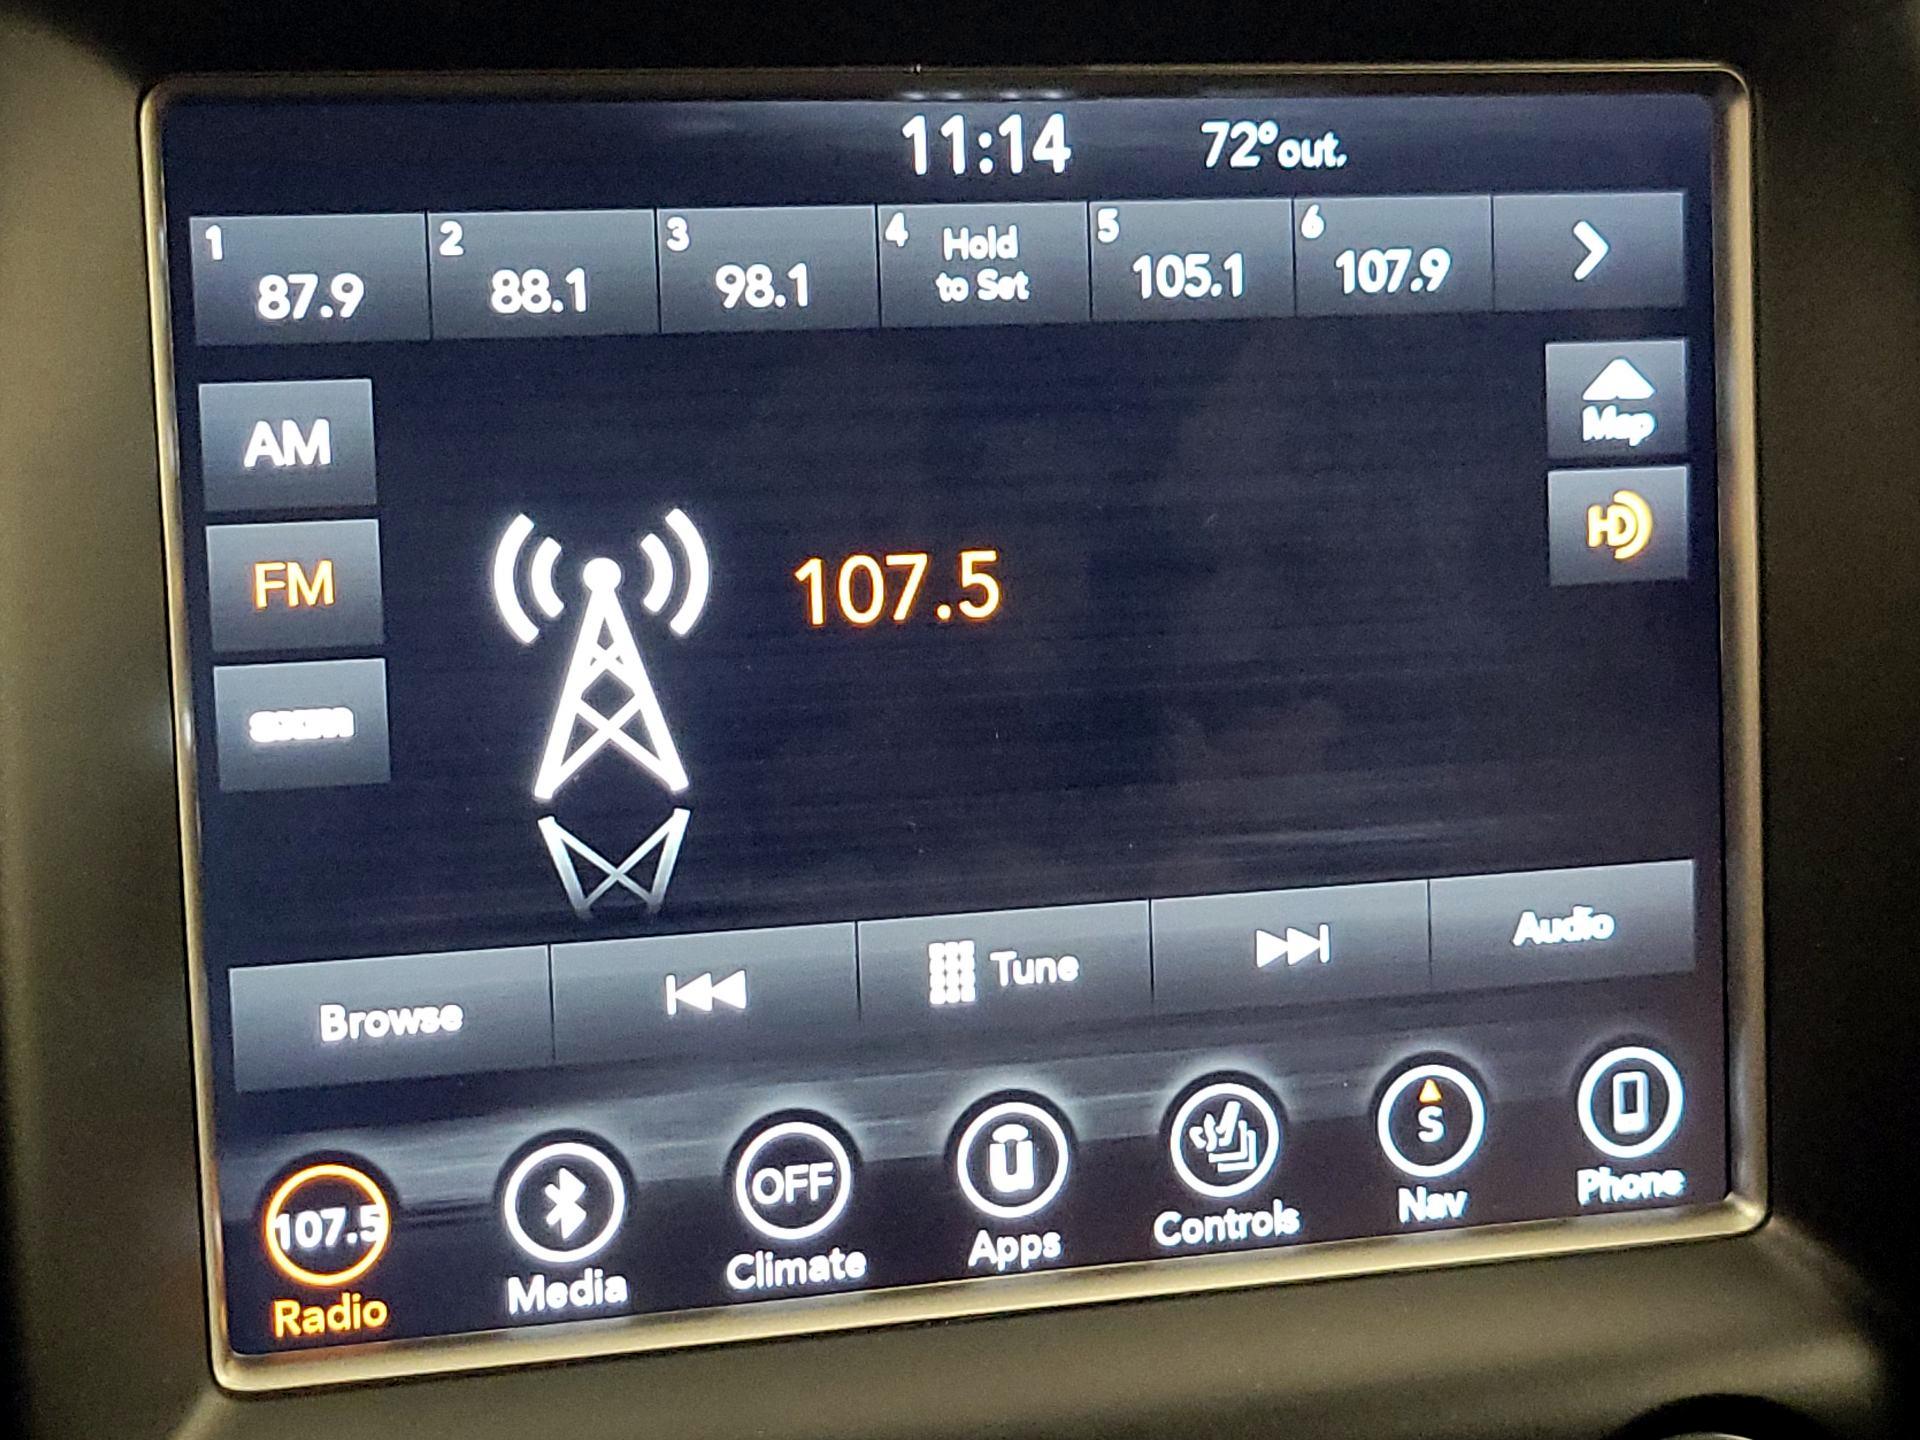 11:14 72°out.
1 87.9
2 88.1
3 98.1
4 Hold
to Set
5 105.1
6 107.9
AM
Map
FM
HD
107.5
Browse
Tune
Audio
107.5
Radio
Media
OFF
Climate
U
Apps
Controls
S
Nav
Phone